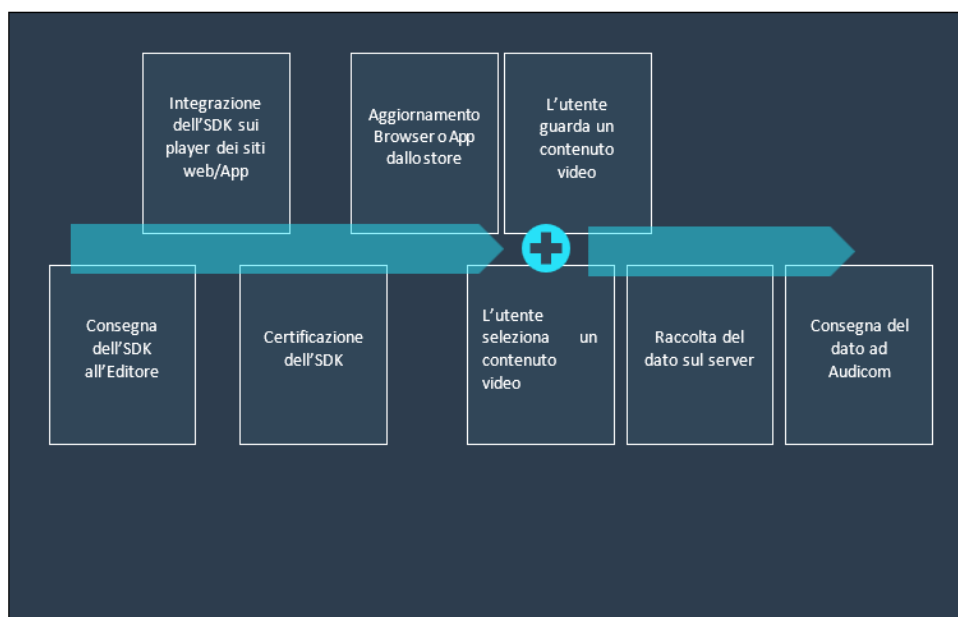 Integrazione
dell'SDK sui
player dei siti
web/App
Aggiornamento
Browser o App
dallo store
L'utente
guarda un
contenuto
video
Consegna
dell'SDK
all'Editore
Certificazione
dell'SDK
L'utente
seleziona un
contenuto
video
Raccolta del
dato sul server
Consegna del
dato ad
Audicom